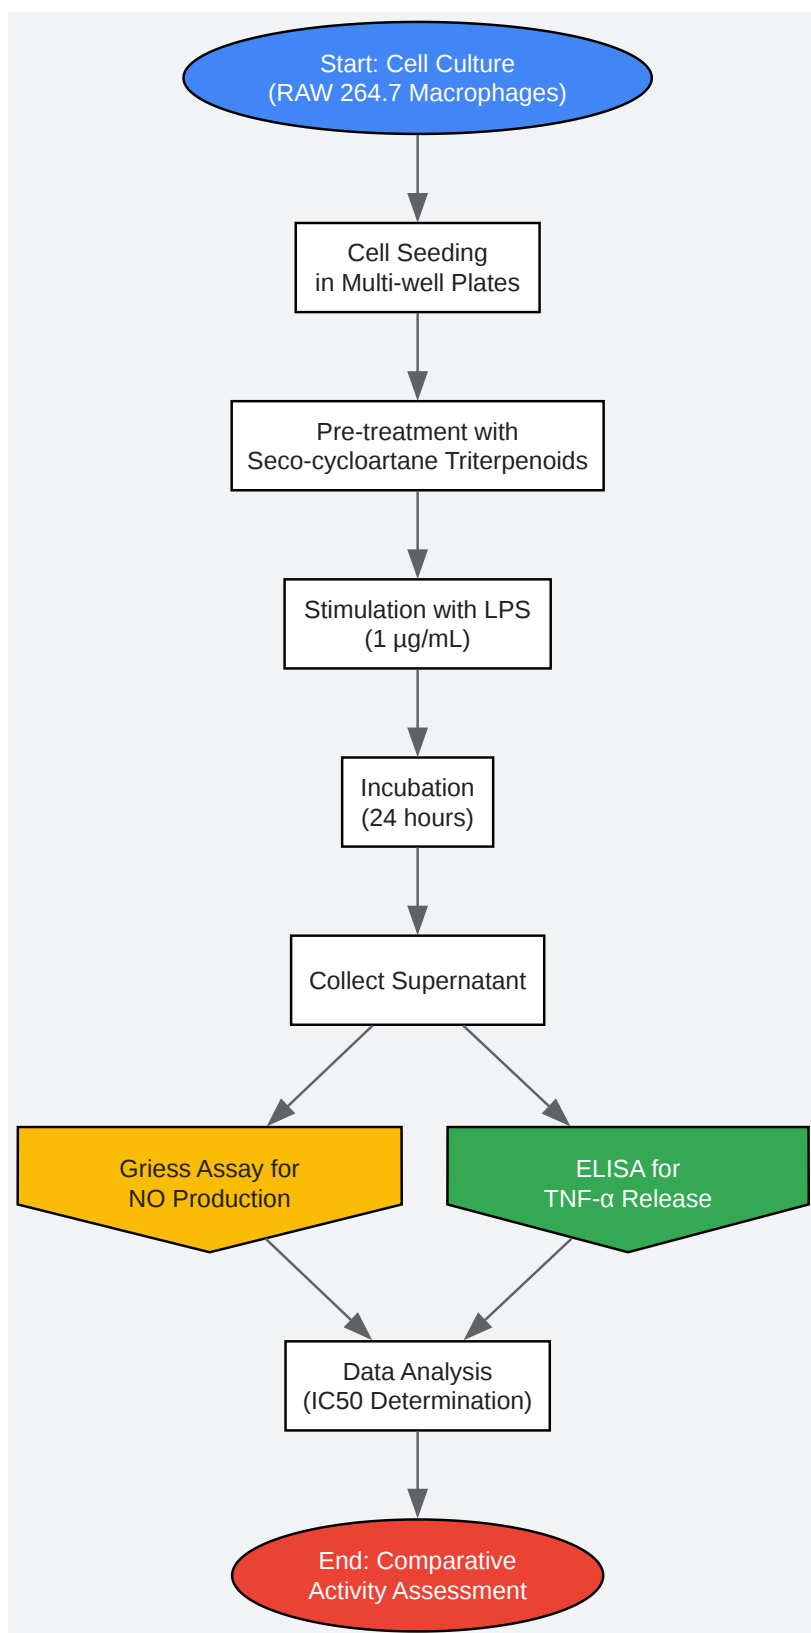 Start: Cell Culture
(RAW 264.7 Macrophages)
Cell Seeding
in Multi-well Plates
Pre-treatment with
Seco-cycloartane Triterpenoids
Stimulation with LPS
(1 µg/mL)
Incubation
(24 hours)
Collect Supernatant
Griess Assay for
NO Production
ELISA for
TNF-α Release
Data Analysis
(IC50 Determination)
End: Comparative
Activity Assessment